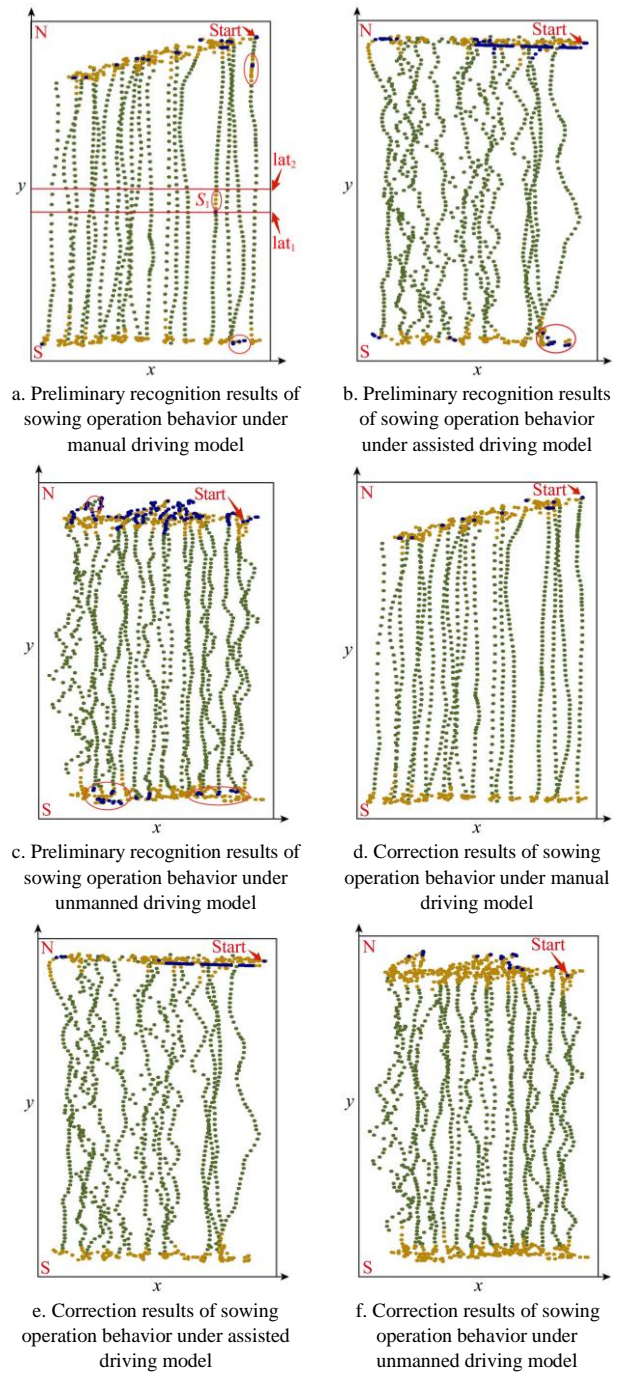 N
Start
lat2
y
S1
lat1
S
x
a. Preliminary recognition results of
sowing operation behavior under
manual driving model
N
Start
y
S
x
b. Preliminary recognition results
of sowing operation behavior
under assisted driving model
N
Start
y
S
x
c. Preliminary recognition results of
sowing operation behavior under
unmanned driving model
N
Start
y
S
x
d. Correction results of sowing
operation behavior under manual
driving model
N
Start
y
S
x
e. Correction results of sowing
operation behavior under assisted
driving model
N
Start
y
S
x
f. Correction results of sowing
operation behavior under
unmanned driving model